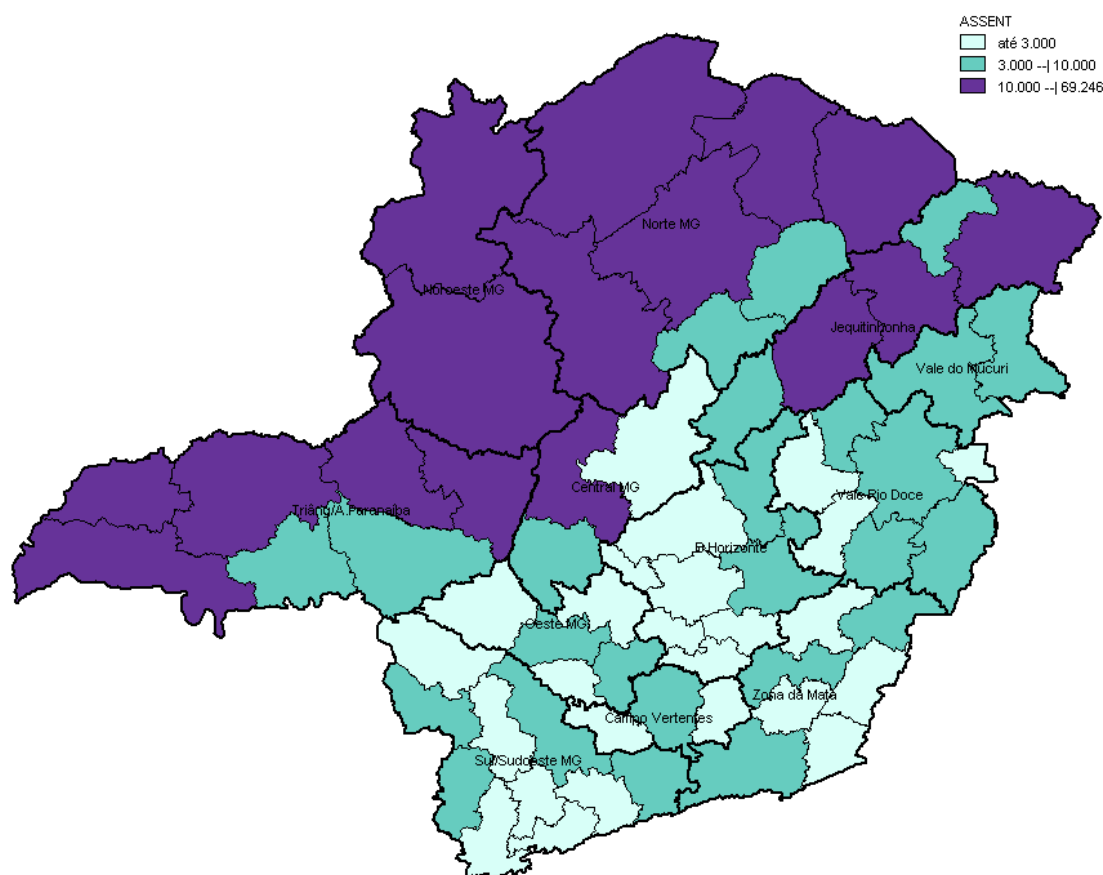 ASSENT
até 3.000
3.000 --| 10.000
10.000 --| 69.246
Norte MG
Noroeste MG
Jequitinhonha
Vale do Mucuri
Central MG
Vale Rio Doce
Triâng/A.Paranaíba
B.Horizonte
Oeste MG
Zona da Mata
Campo Vertentes
Sul/Sudoeste MG